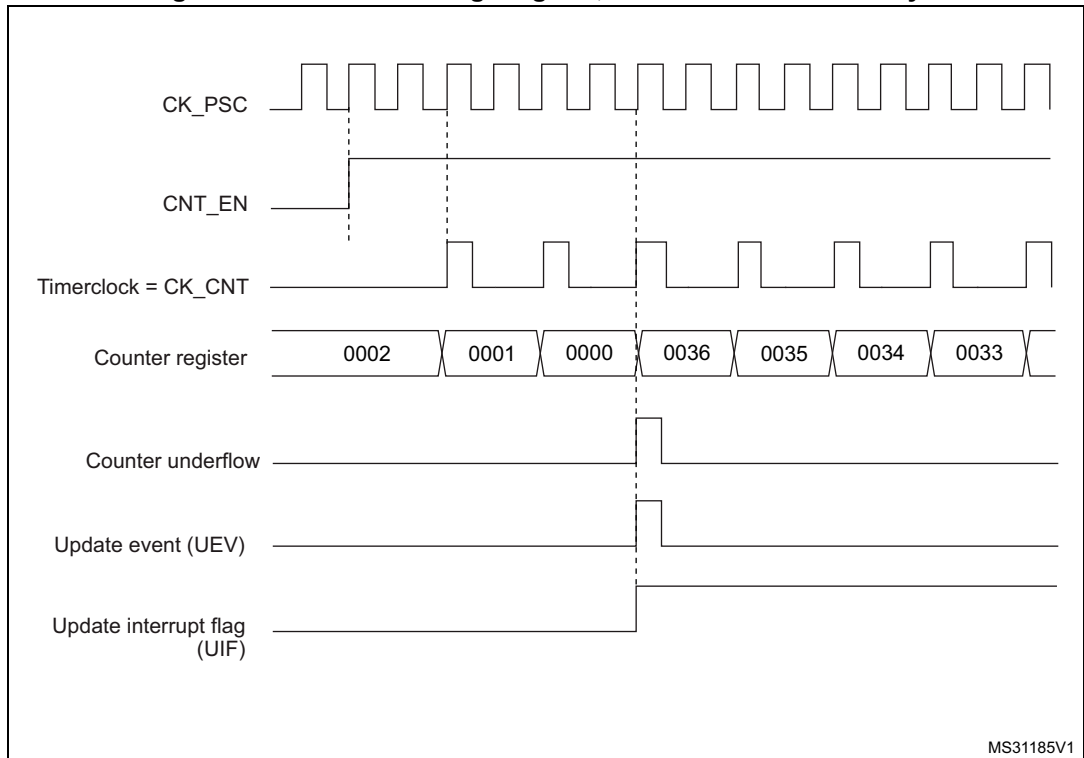 CK_PSC
CNT_EN
Timerclock = CK_CNT
Counter register
0002 0001 0000 0036 0035 0034 0033
Counter underflow
Update event (UEV)
Update interrupt flag
(UIF)
MS31185V1